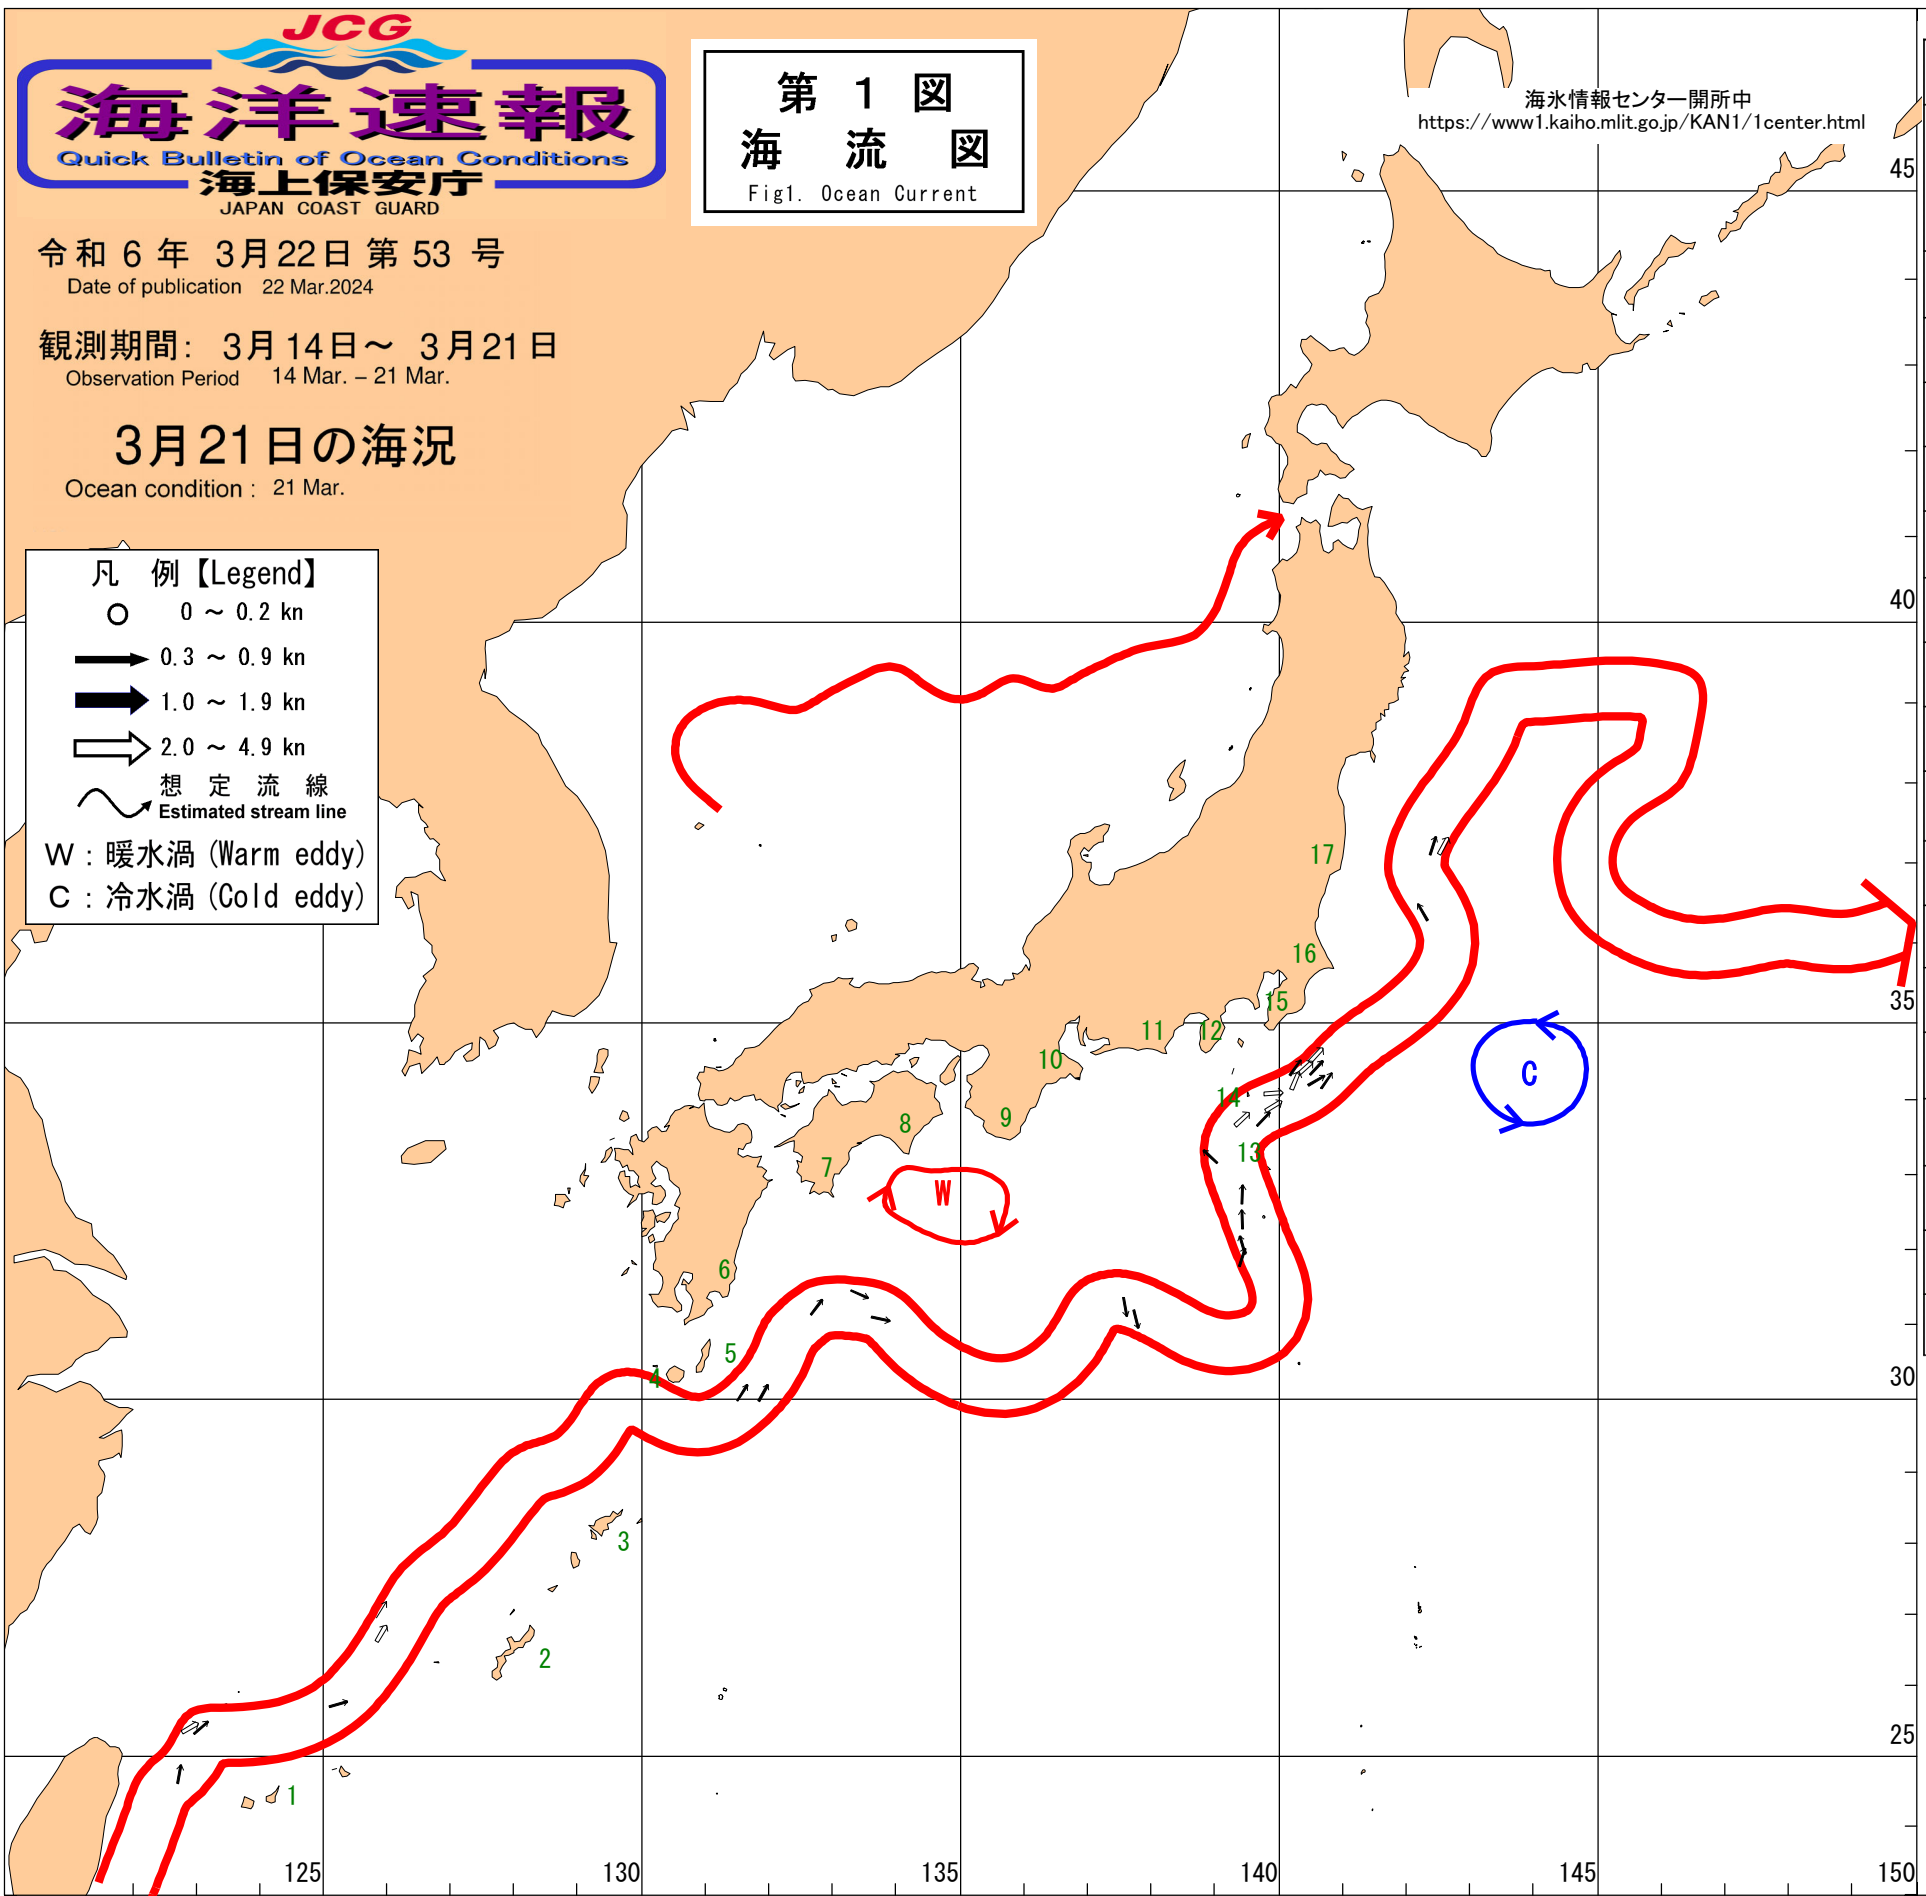 JCG
海洋速報
Quick Bulletin of Ocean Conditions
海上保安庁
JAPAN COAST GUARD
令和 6 年 3月22日 第 53 号
Date of publication 22 Mar.2024
観測期間: 3月14日～ 3月21日
Observation Period 14 Mar. – 21 Mar.
3月21日の海況
Ocean condition : 21 Mar.
第 1 図
海 流 図
Fig1. Ocean Current
海氷情報センター開所中
https://www1.kaiho.mlit.go.jp/KAN1/1center.html
凡 例【Legend】
0 ～ 0.2 kn
0.3 ～ 0.9 kn
1.0 ～ 1.9 kn
2.0 ～ 4.9 kn
想 定 流 線
Estimated stream line
W : 暖水渦 (Warm eddy)
C : 冷水渦 (Cold eddy)
45
40
35
30
25
17
16
15
11
12
10
14
13
9
8
7
W
C
6
5
4
3
2
1
125
130
135
140
145
150